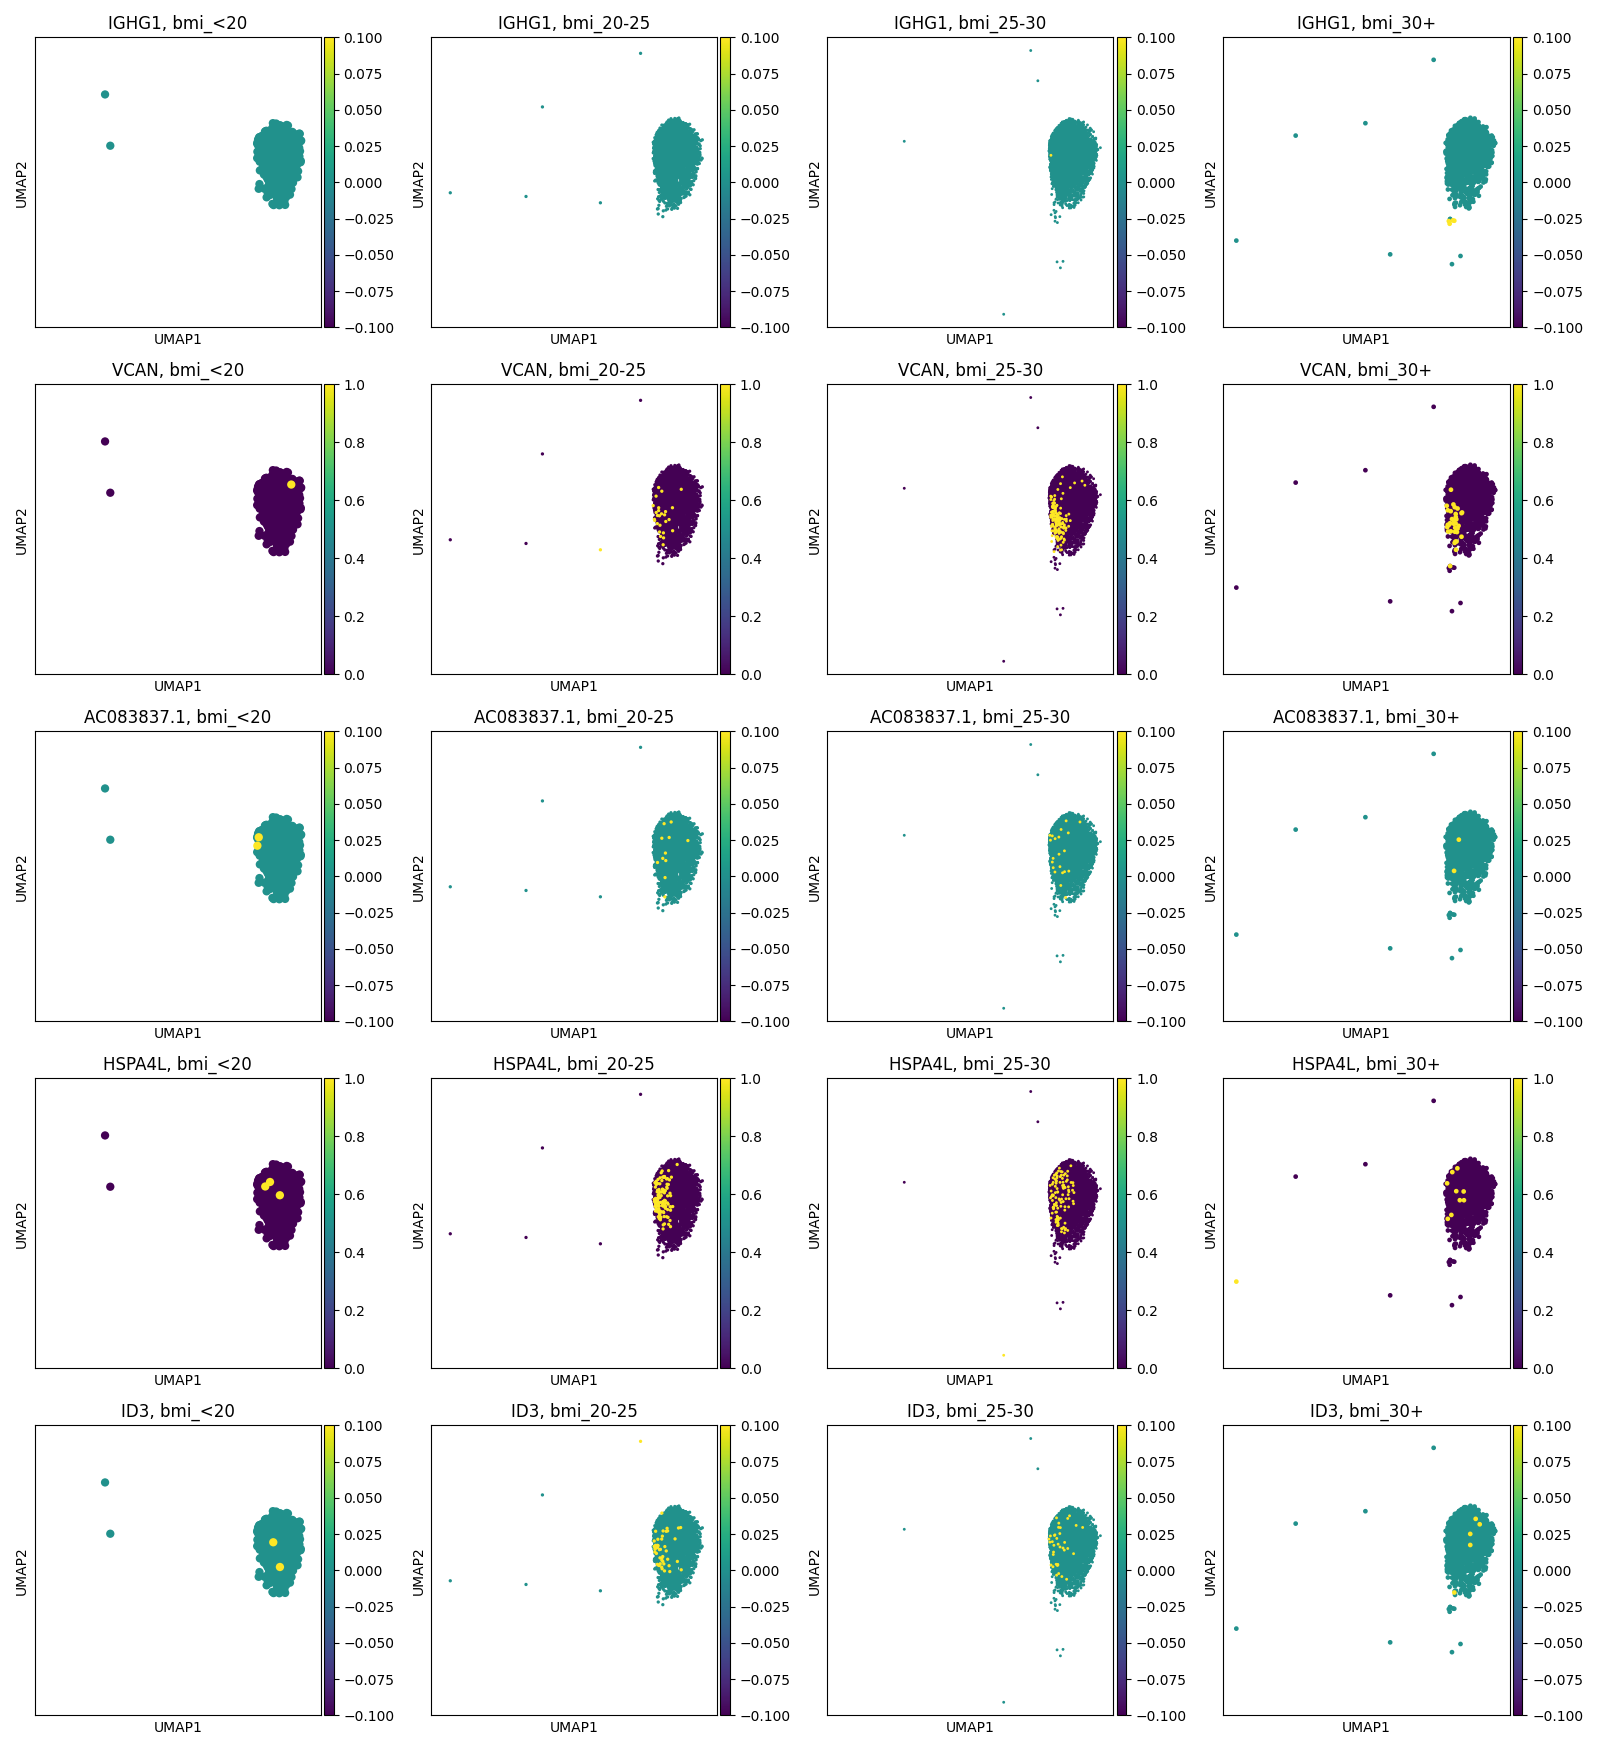 IGHG1, bmi_<20 IGHG1, bmi_20-25 IGHG1, bmi_25-30 IGHG1, bmi_30+
0.100 0.100 0.100 0.100
0.075 0.075 0.075 0.075
0.050 0.050 0.050 0.050
0.025 0.025 0.025 0.025
0.000 0.000 0.000 0.000
−0.025 −0.025 −0.025 −0.025
−0.050 −0.050 −0.050 −0.050
−0.075 −0.075 −0.075 −0.075
−0.100 −0.100 −0.100 −0.100
UMAP2 UMAP2 UMAP2 UMAP2
UMAP1 UMAP1 UMAP1 UMAP1
VCAN, bmi_<20 VCAN, bmi_20-25 VCAN, bmi_25-30 VCAN, bmi_30+
1.0 1.0 1.0 1.0
0.8 0.8 0.8 0.8
0.6 0.6 0.6 0.6
0.4 0.4 0.4 0.4
0.2 0.2 0.2 0.2
0.0 0.0 0.0 0.0
UMAP2 UMAP2 UMAP2 UMAP2
UMAP1 UMAP1 UMAP1 UMAP1
AC083837.1, bmi_<20 AC083837.1, bmi_20-25 AC083837.1, bmi_25-30 AC083837.1, bmi_30+
0.100 0.100 0.100 0.100
0.075 0.075 0.075 0.075
0.050 0.050 0.050 0.050
0.025 0.025 0.025 0.025
0.000 0.000 0.000 0.000
−0.025 −0.025 −0.025 −0.025
−0.050 −0.050 −0.050 −0.050
−0.075 −0.075 −0.075 −0.075
−0.100 −0.100 −0.100 −0.100
UMAP2 UMAP2 UMAP2 UMAP2
UMAP1 UMAP1 UMAP1 UMAP1
HSPA4L, bmi_<20 HSPA4L, bmi_20-25 HSPA4L, bmi_25-30 HSPA4L, bmi_30+
1.0 1.0 1.0 1.0
0.8 0.8 0.8 0.8
0.6 0.6 0.6 0.6
0.4 0.4 0.4 0.4
0.2 0.2 0.2 0.2
0.0 0.0 0.0 0.0
UMAP2 UMAP2 UMAP2 UMAP2
UMAP1 UMAP1 UMAP1 UMAP1
ID3, bmi_<20 ID3, bmi_20-25 ID3, bmi_25-30 ID3, bmi_30+
0.100 0.100 0.100 0.100
0.075 0.075 0.075 0.075
0.050 0.050 0.050 0.050
0.025 0.025 0.025 0.025
0.000 0.000 0.000 0.000
−0.025 −0.025 −0.025 −0.025
−0.050 −0.050 −0.050 −0.050
−0.075 −0.075 −0.075 −0.075
−0.100 −0.100 −0.100 −0.100
UMAP2 UMAP2 UMAP2 UMAP2
UMAP1 UMAP1 UMAP1 UMAP1